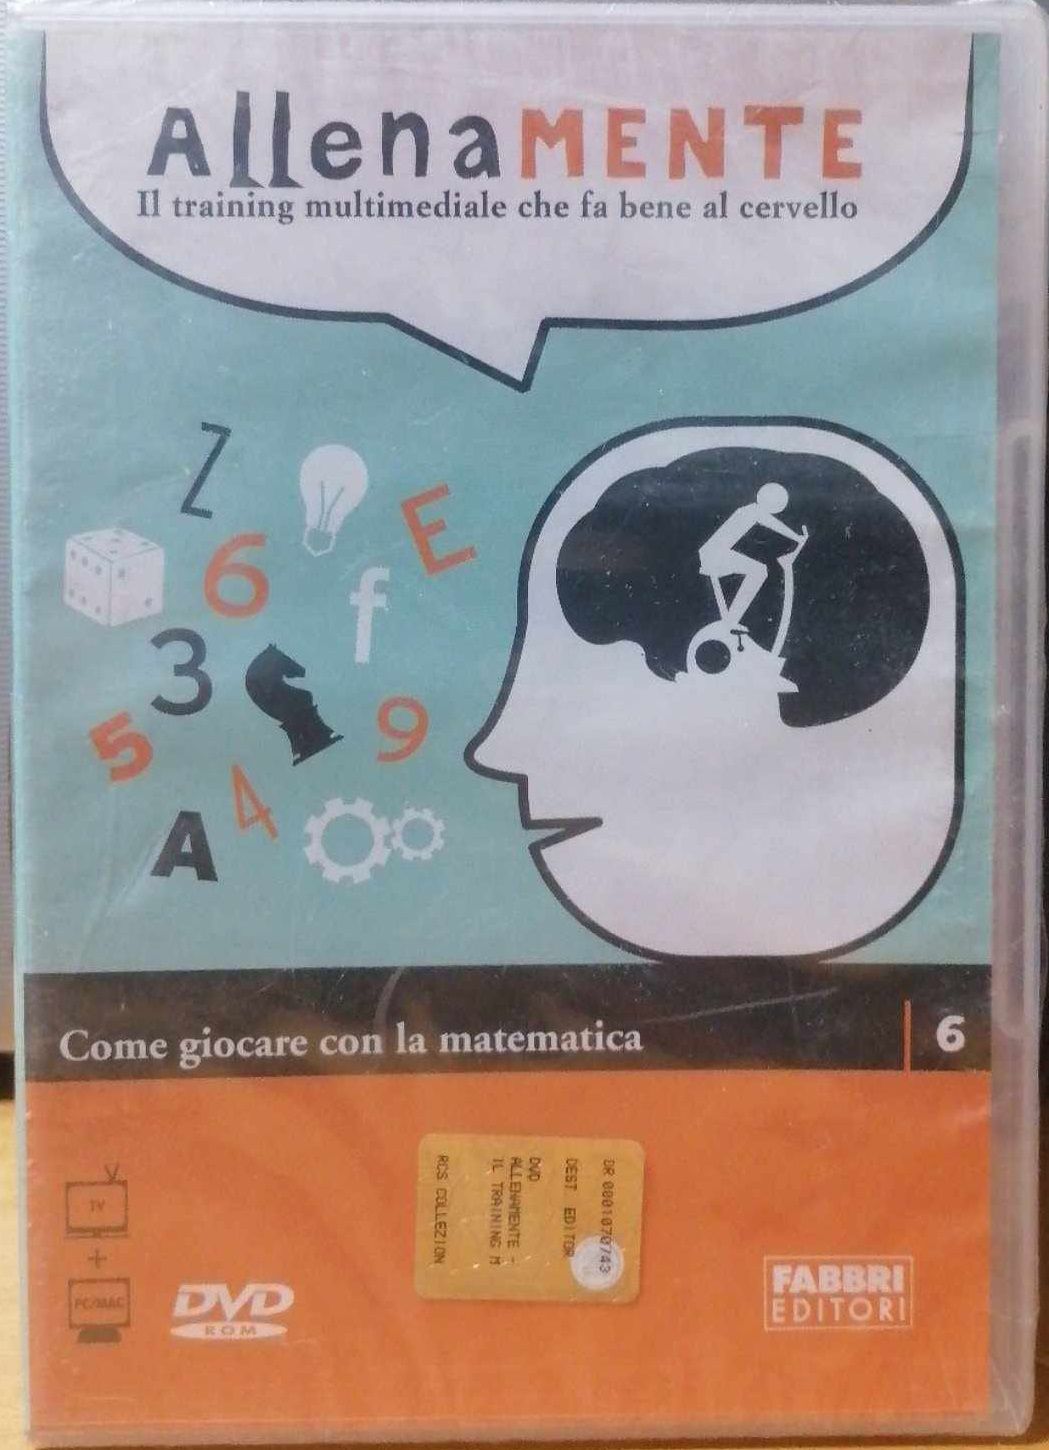 AllenaMENTE
Il training multimediale che fa bene al cervello
Z
E
6
f
3
9
5
4
A
Come giocare con la matematica
6
DR 0001070743
DEST EDITOR
DVD
ALLENAMENTE -
IL TRAINING M
RCS COLLEZION
TV
+
PC/MAC
DVD
ROM
FABBRI
EDITORI